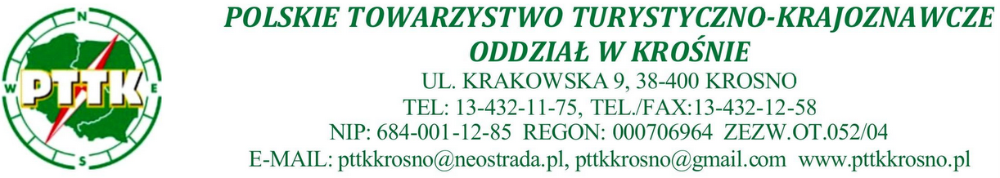 N
W PTTK E
S
POLSKIE TOWARZYSTWO TURYSTYCZNO-KRAJOZNAWCZE
ODDZIAŁ W KROŚNIE
UL. KRAKOWSKA 9, 38-400 KROSNO
TEL: 13-432-11-75, TEL./FAX:13-432-12-58
NIP: 684-001-12-85 REGON: 000706964 ZEZW.OT.052/04
E-MAIL: pttkkrosno@neostrada.pl, pttkkrosno@gmail.com www.pttkkrosno.pl